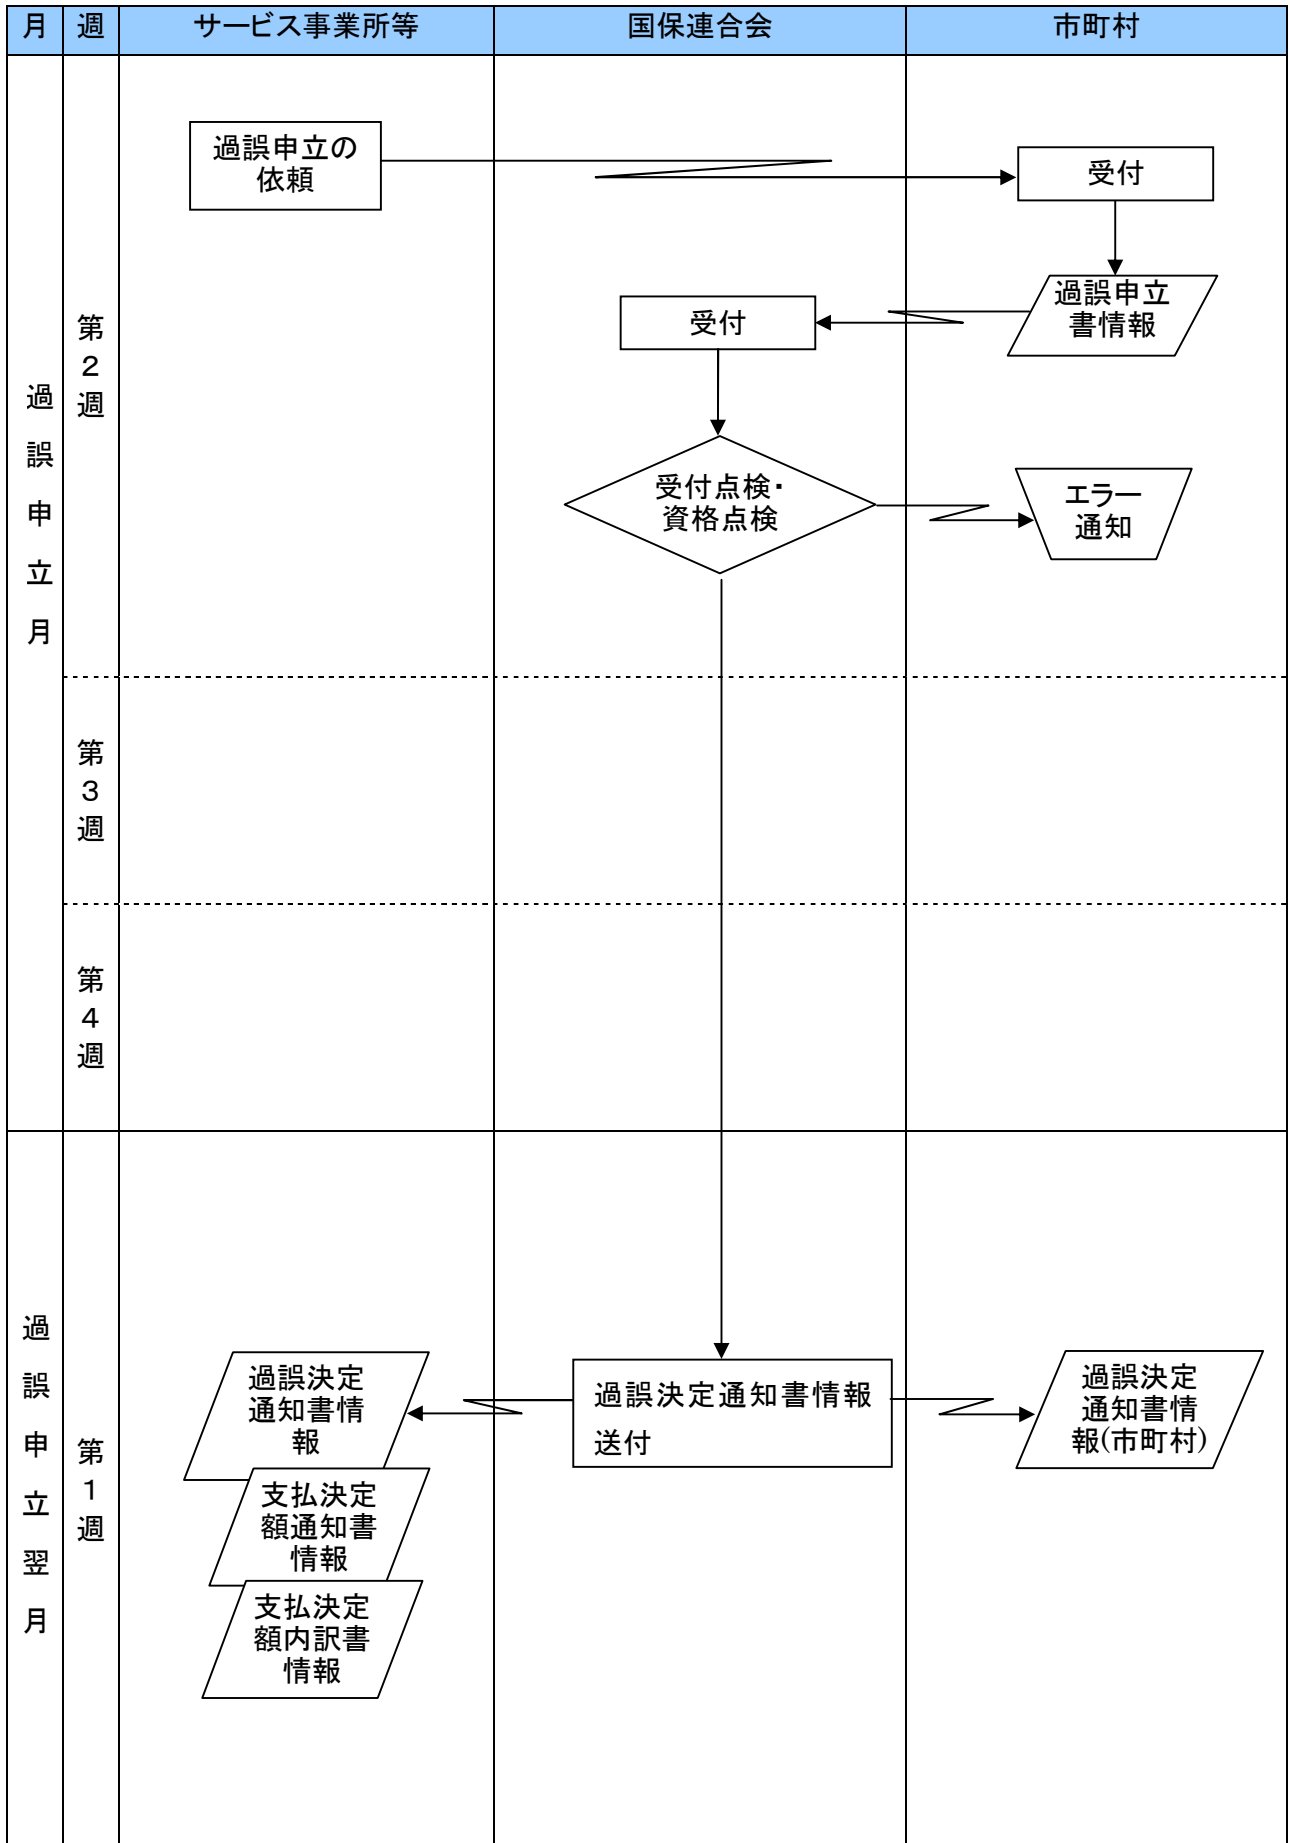 月
週
サービス事業所等
国保連合会
市町村
過誤申立月
第2週
過誤申立の
依頼
受付
過誤申立
書情報
受付
受付点検・
資格点検
エラー
通知
第3週
第4週
過誤申立翌月
第1週
過誤決定
通知書情
報
支払決定
額通知書
情報
支払決定
額内訳書
情報
過誤決定通知書情報
送付
過誤決定
通知書情
報(市町村)